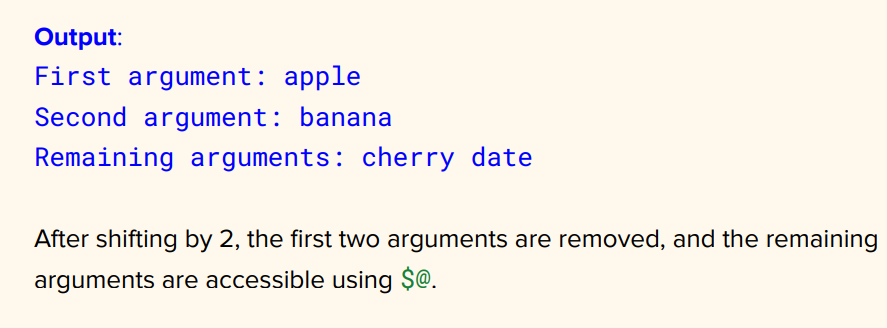 Output:
First argument: apple
Second argument: banana
Remaining arguments: cherry date
After shifting by 2, the first two arguments are removed, and the remaining
arguments are accessible using $@.